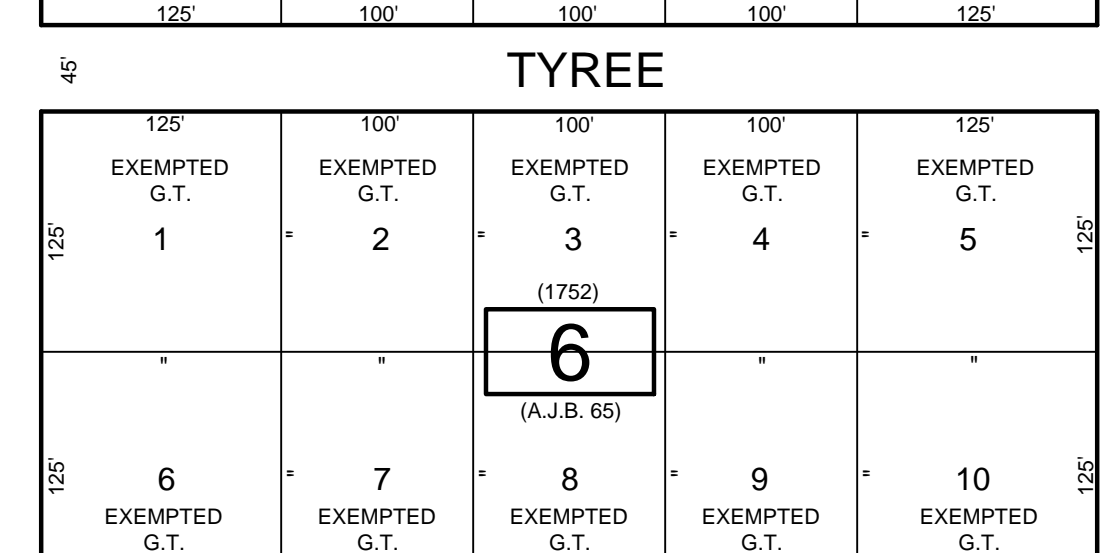 125' 100' 100' 100' 125'
45' TYREE
125' 100' 100' 100' 125'
EXEMPTED EXEMPTED EXEMPTED EXEMPTED EXEMPTED
G.T. G.T. G.T. G.T. G.T.
125' 1 " 2 " 3 " 4 " 5 125'
(1752)
" " 6 " "
(A.J.B. 65)
125' 6 " 7 " 8 " 9 " 10 125'
EXEMPTED EXEMPTED EXEMPTED EXEMPTED EXEMPTED
G.T. G.T. G.T. G.T. G.T.